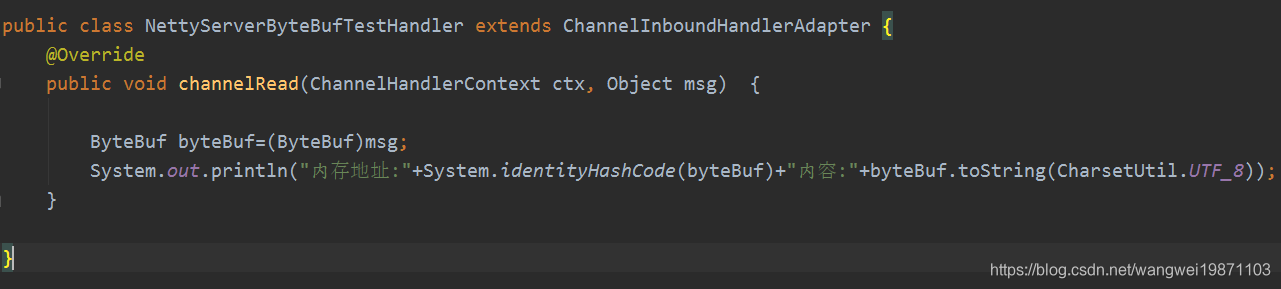 public class NettyServerByteBufTestHandler extends ChannelInboundHandlerAdapter {
@Override
public void channelRead(ChannelHandlerContext ctx, Object msg)  {
ByteBuf byteBuf=(ByteBuf)msg;
System.out.println("内存地址:"+System.identityHashCode(byteBuf)+"内容:"+byteBuf.toString(CharsetUtil.UTF_8));
}
}
https://blog.csdn.net/wangwei19871103